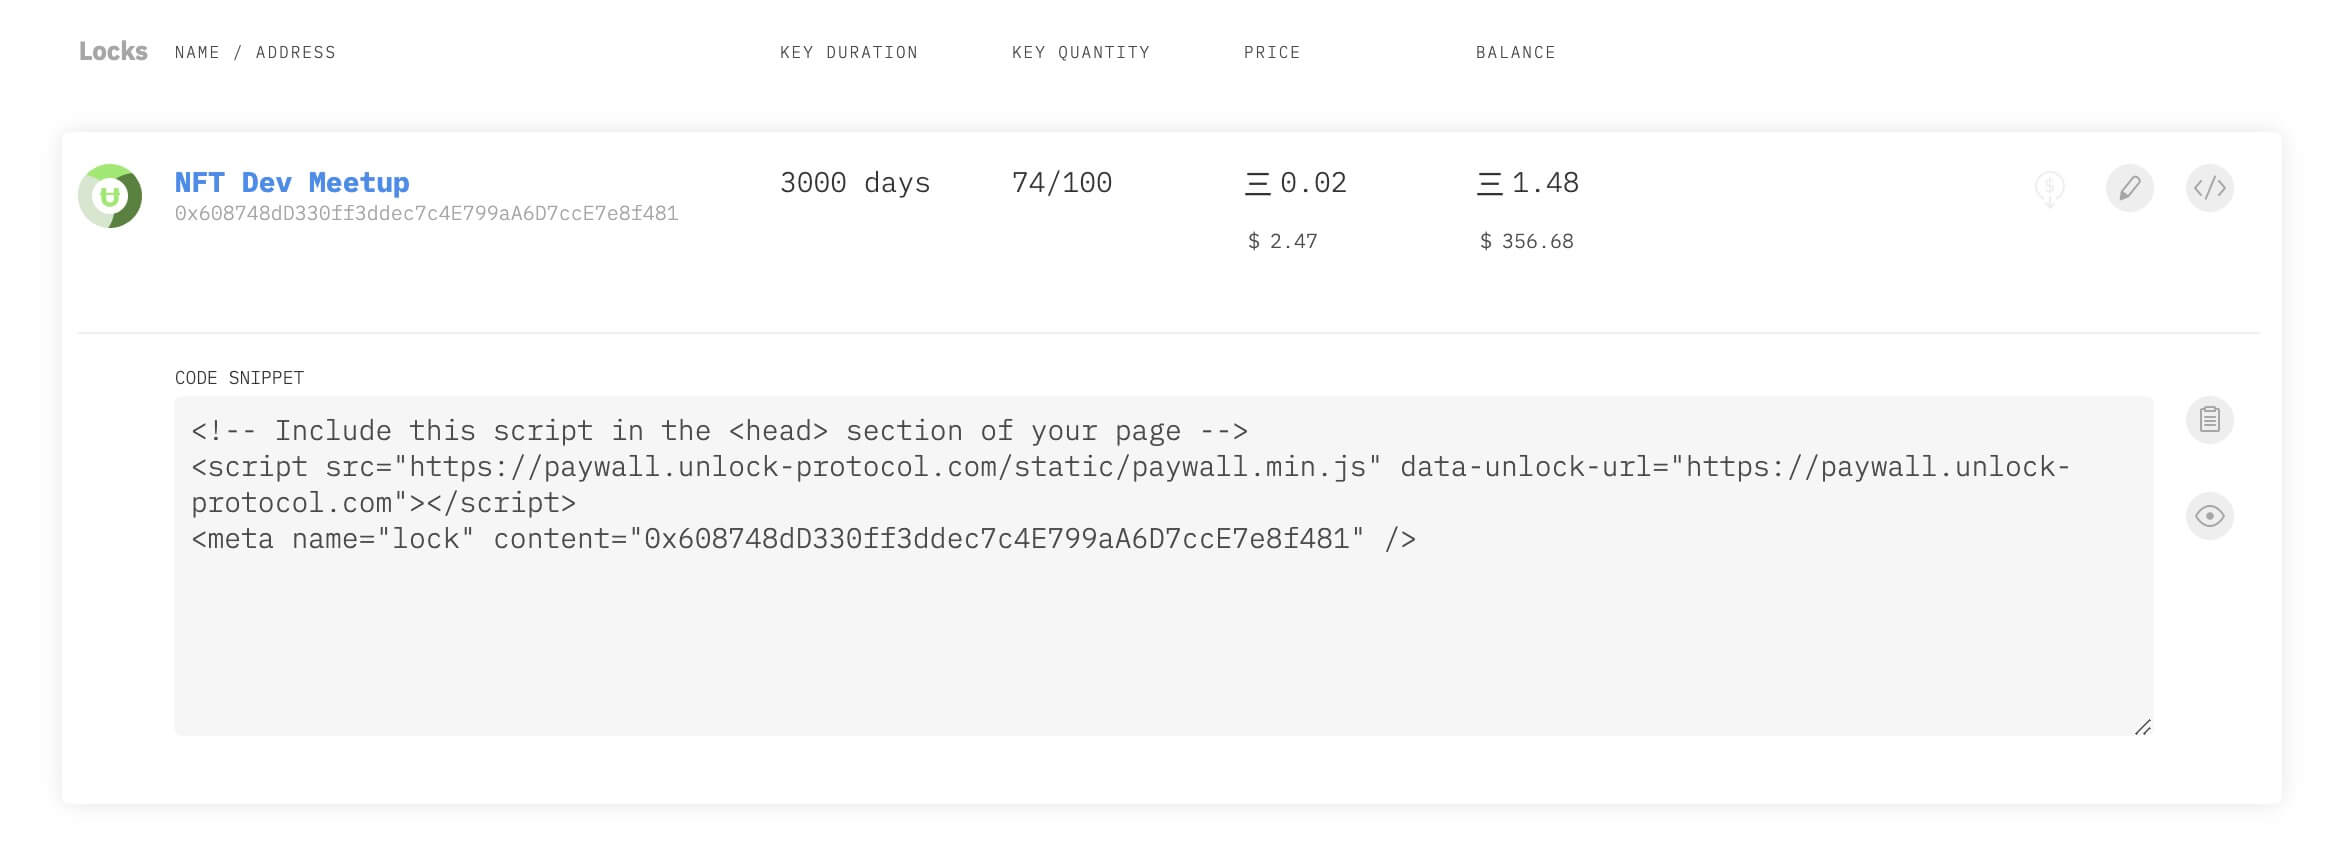 Locks NAME / ADDRESS KEY DURATION KEY QUANTITY PRICE BALANCE
NFT Dev Meetup 3000 days 74/100 Ξ 0.02 Ξ 1.48
0x608748dD330ff3ddec7c4E799aA6D7ccE7e8f481
$ 2.47 $ 356.68
CODE SNIPPET
<!-- Include this script in the <head> section of your page -->
<script src="https://paywall.unlock-protocol.com/static/paywall.min.js" data-unlock-url="https://paywall.unlock-
protocol.com"></script>
<meta name="lock" content="0x608748dD330ff3ddec7c4E799aA6D7ccE7e8f481" />